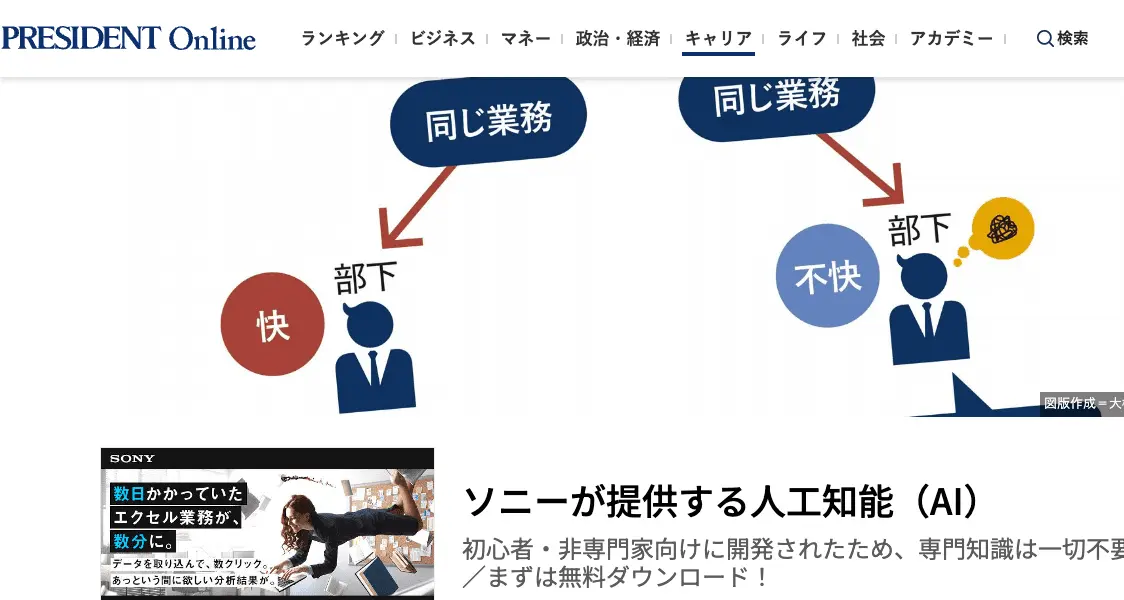 PRESIDENT Online
ランキング
ビジネス
マネー
政治・経済
キャリア
ライフ
社会
アカデミー
検索
同じ業務
同じ業務
部下
快
部下
不快
図版作成＝大
SONY
数日かかっていた
エクセル業務が、
数分に。
データを取り込んで、数クリック。
あっという間に欲しい分析結果が。
ソニーが提供する人工知能（AI）
初心者・非専門家向けに開発されたため、専門知識は一切不要
／まずは無料ダウンロード！